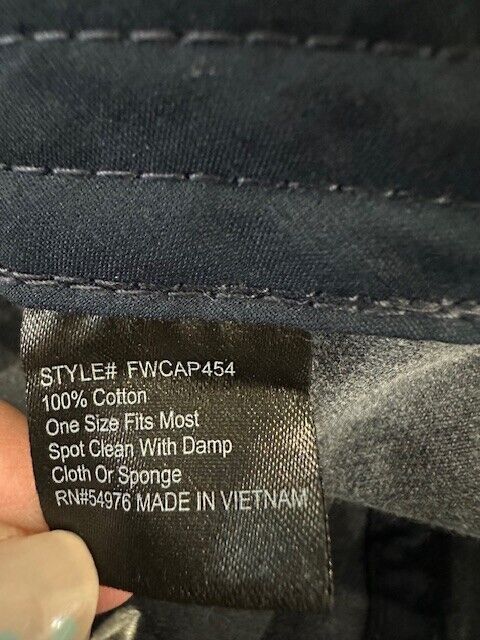 STYLE# FWCAP454
100% Cotton
One Size Fits Most
Spot Clean With Damp
Cloth Or Sponge
RN#54976 MADE IN VIETNAM